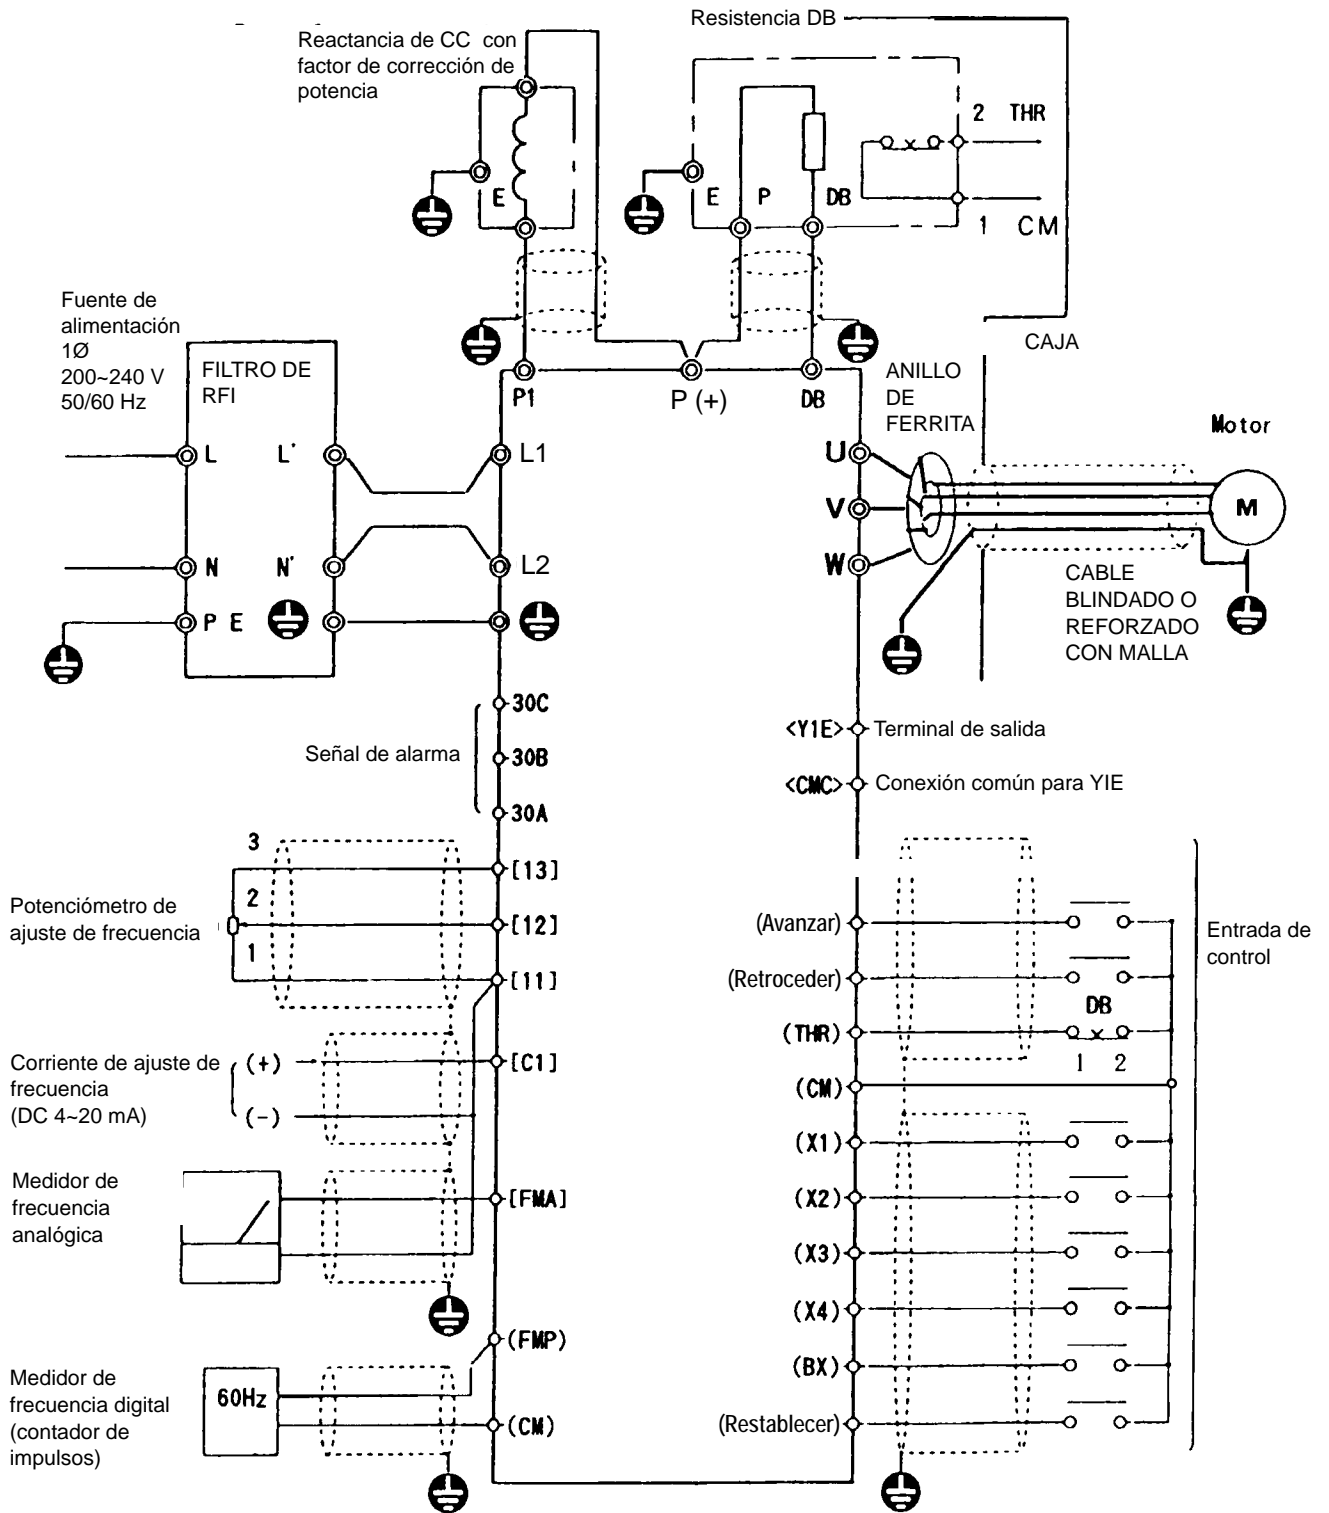 Resistencia DB
Reactancia de CC con
factor de corrección de
potencia
2 THR
E
E P DB
1 CM
Fuente de
alimentación
1Ø
200~240 V
50/60 Hz
FILTRO DE
RFI
CAJA
P1 P (+) DB
ANILLO
DE
FERRITA
Motor
L L' L1
U
V
M
N N' L2
W
CABLE
BLINDADO O
REFORZADO
CON MALLA
P E
30C
Señal de alarma
30B
30A
<Y1E> Terminal de salida
<CMC> Conexión común para YIE
3
[13]
Potenciómetro de
ajuste de frecuencia
2
[12]
1
[11]
(Avanzar)
(Retroceder)
DB
(THR)
1 2
(CM)
Entrada de
control
Corriente de ajuste de
frecuencia
(DC 4~20 mA)
(+)
(−)
[C1]
(X1)
Medidor de
frecuencia
analógica
[FMA]
(X2)
(X3)
(X4)
(FMP)
(BX)
Medidor de
frecuencia digital
(contador de
impulsos)
60Hz
(CM)
(Restablecer)